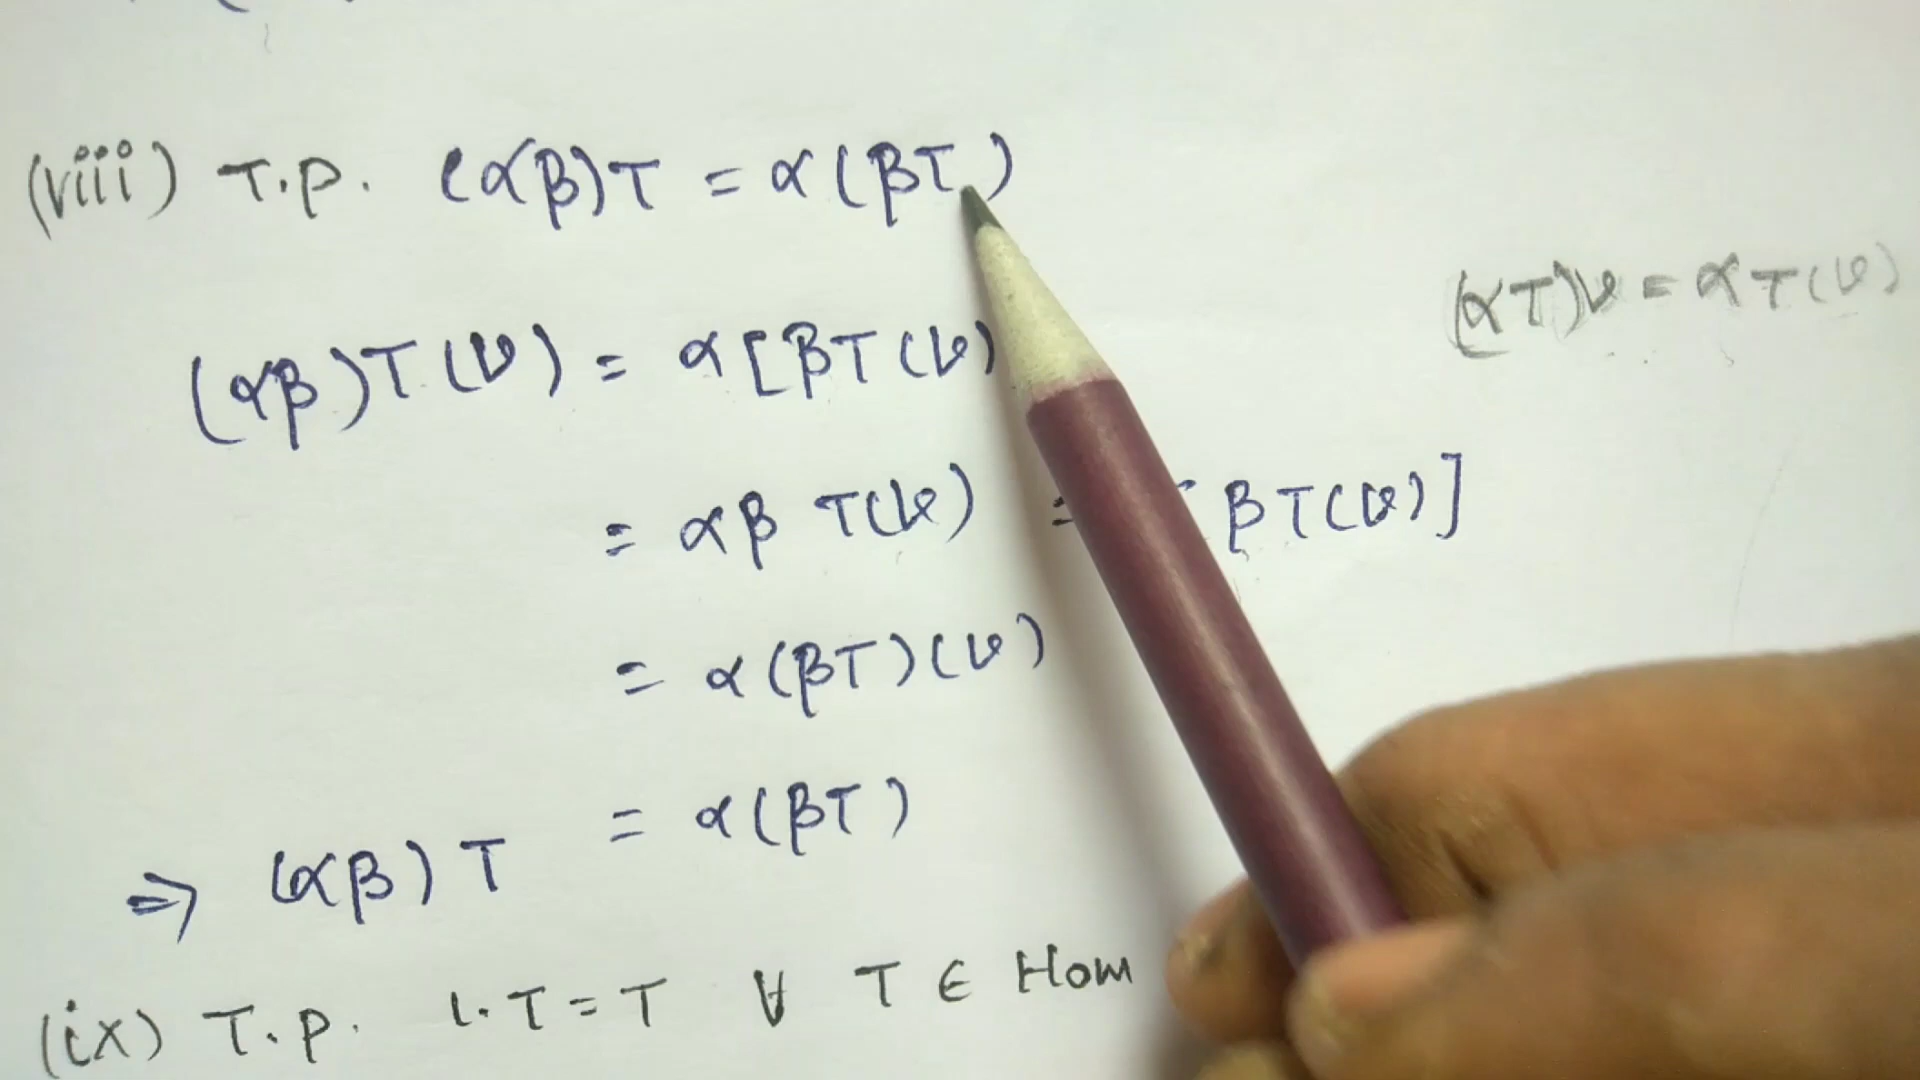 (viii) T.P. (αβ)T = α(βT)
(αT)v = αT(v)
(αβ)T(v) = α[βT(v)
= αβ T(v) = βT(v)]
= α(βT)(v)
⇒ (αβ)T = α(βT)
(ix) T.P. 1.T = T ∀ T ∈ Hom